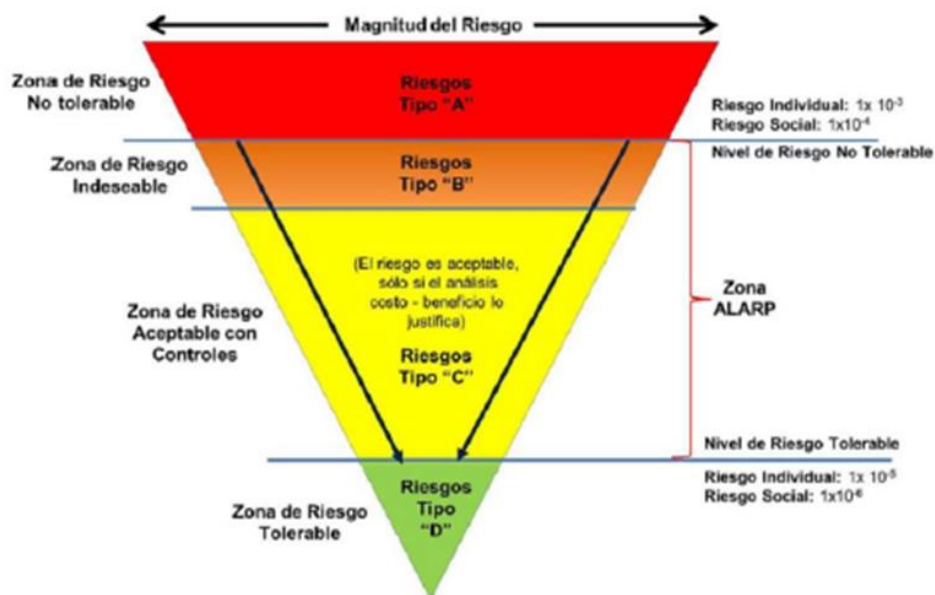 Magnitud del Riesgo
Zona de Riesgo
No tolerable
Riesgos
Tipo "A"
Riesgo Individual: 1x 10⁻³
Riesgo Social: 1x10⁻⁴
Nivel de Riesgo No Tolerable
Zona de Riesgo
Indeseable
Riesgos
Tipo "B"
(El riesgo es aceptable,
sólo si el análisis
costo - beneficio lo
justifica)
Zona de Riesgo
Aceptable con
Controles
Riesgos
Tipo "C"
Zona
ALARP
Nivel de Riesgo Tolerable
Riesgo Individual: 1x 10⁻⁵
Riesgo Social: 1x10⁻⁶
Zona de Riesgo
Tolerable
Riesgos
Tipo
"D"